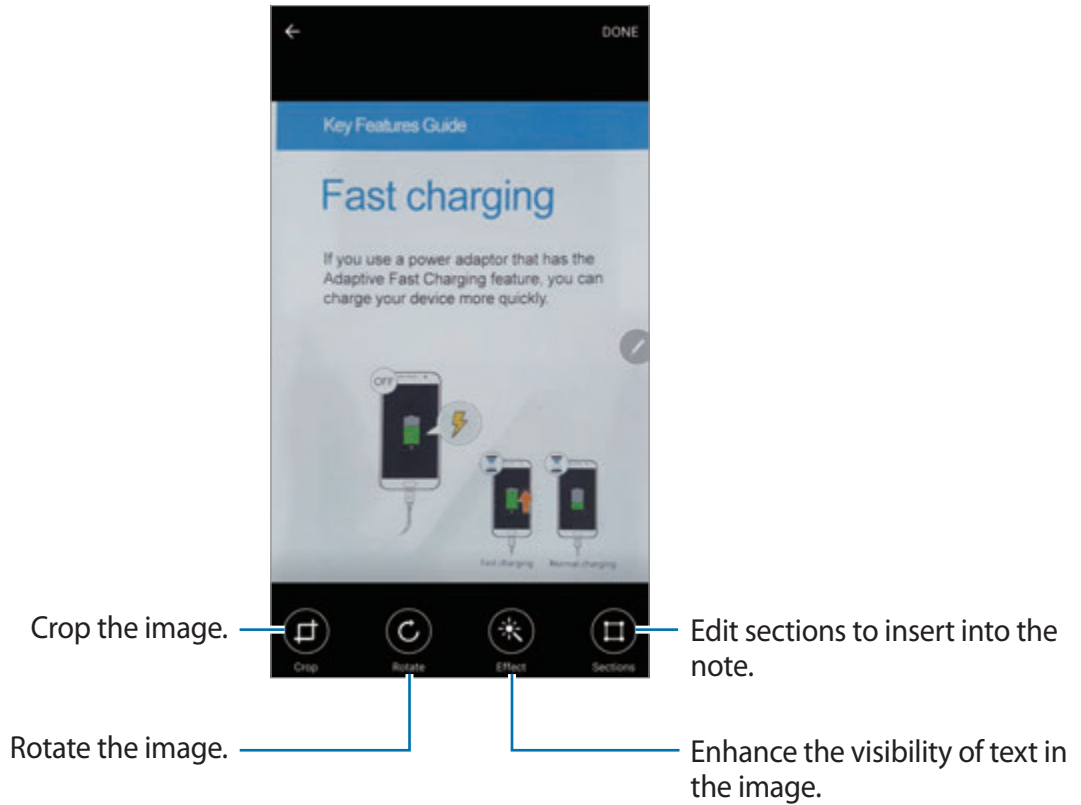 DONE
Key Features Guide
Fast charging
If you use a power adaptor that has the
Adaptive Fast Charging feature, you can
charge your device more quickly.
OFF
Fast charging
Normal charging
Crop
Rotate
Effect
Sections
Crop the image.
Rotate the image.
Edit sections to insert into the
note.
Enhance the visibility of text in
the image.